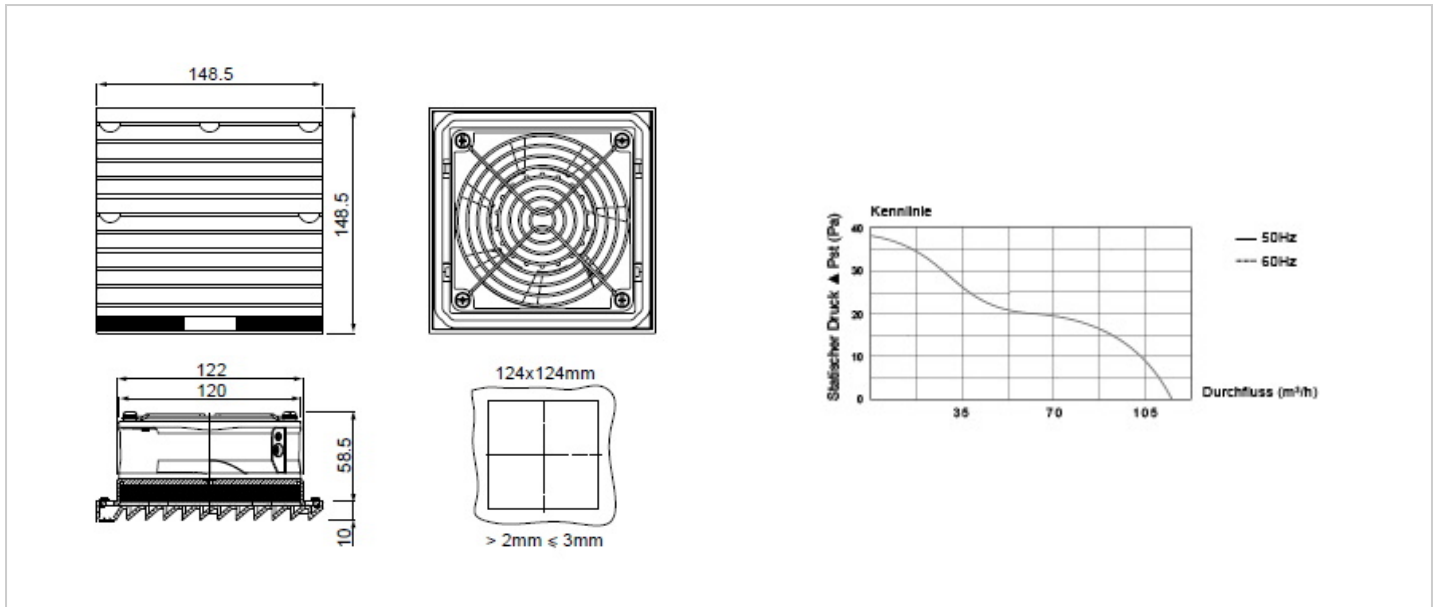 148.5
148.5
122
120
58.5
10
124x124mm
> 2mm ⩽ 3mm
Kennlinie
Statischer Druck ▲ Pst (Pa)
40
30
20
10
0
35 70 105
Durchfluss (m³/h)
50Hz
60Hz